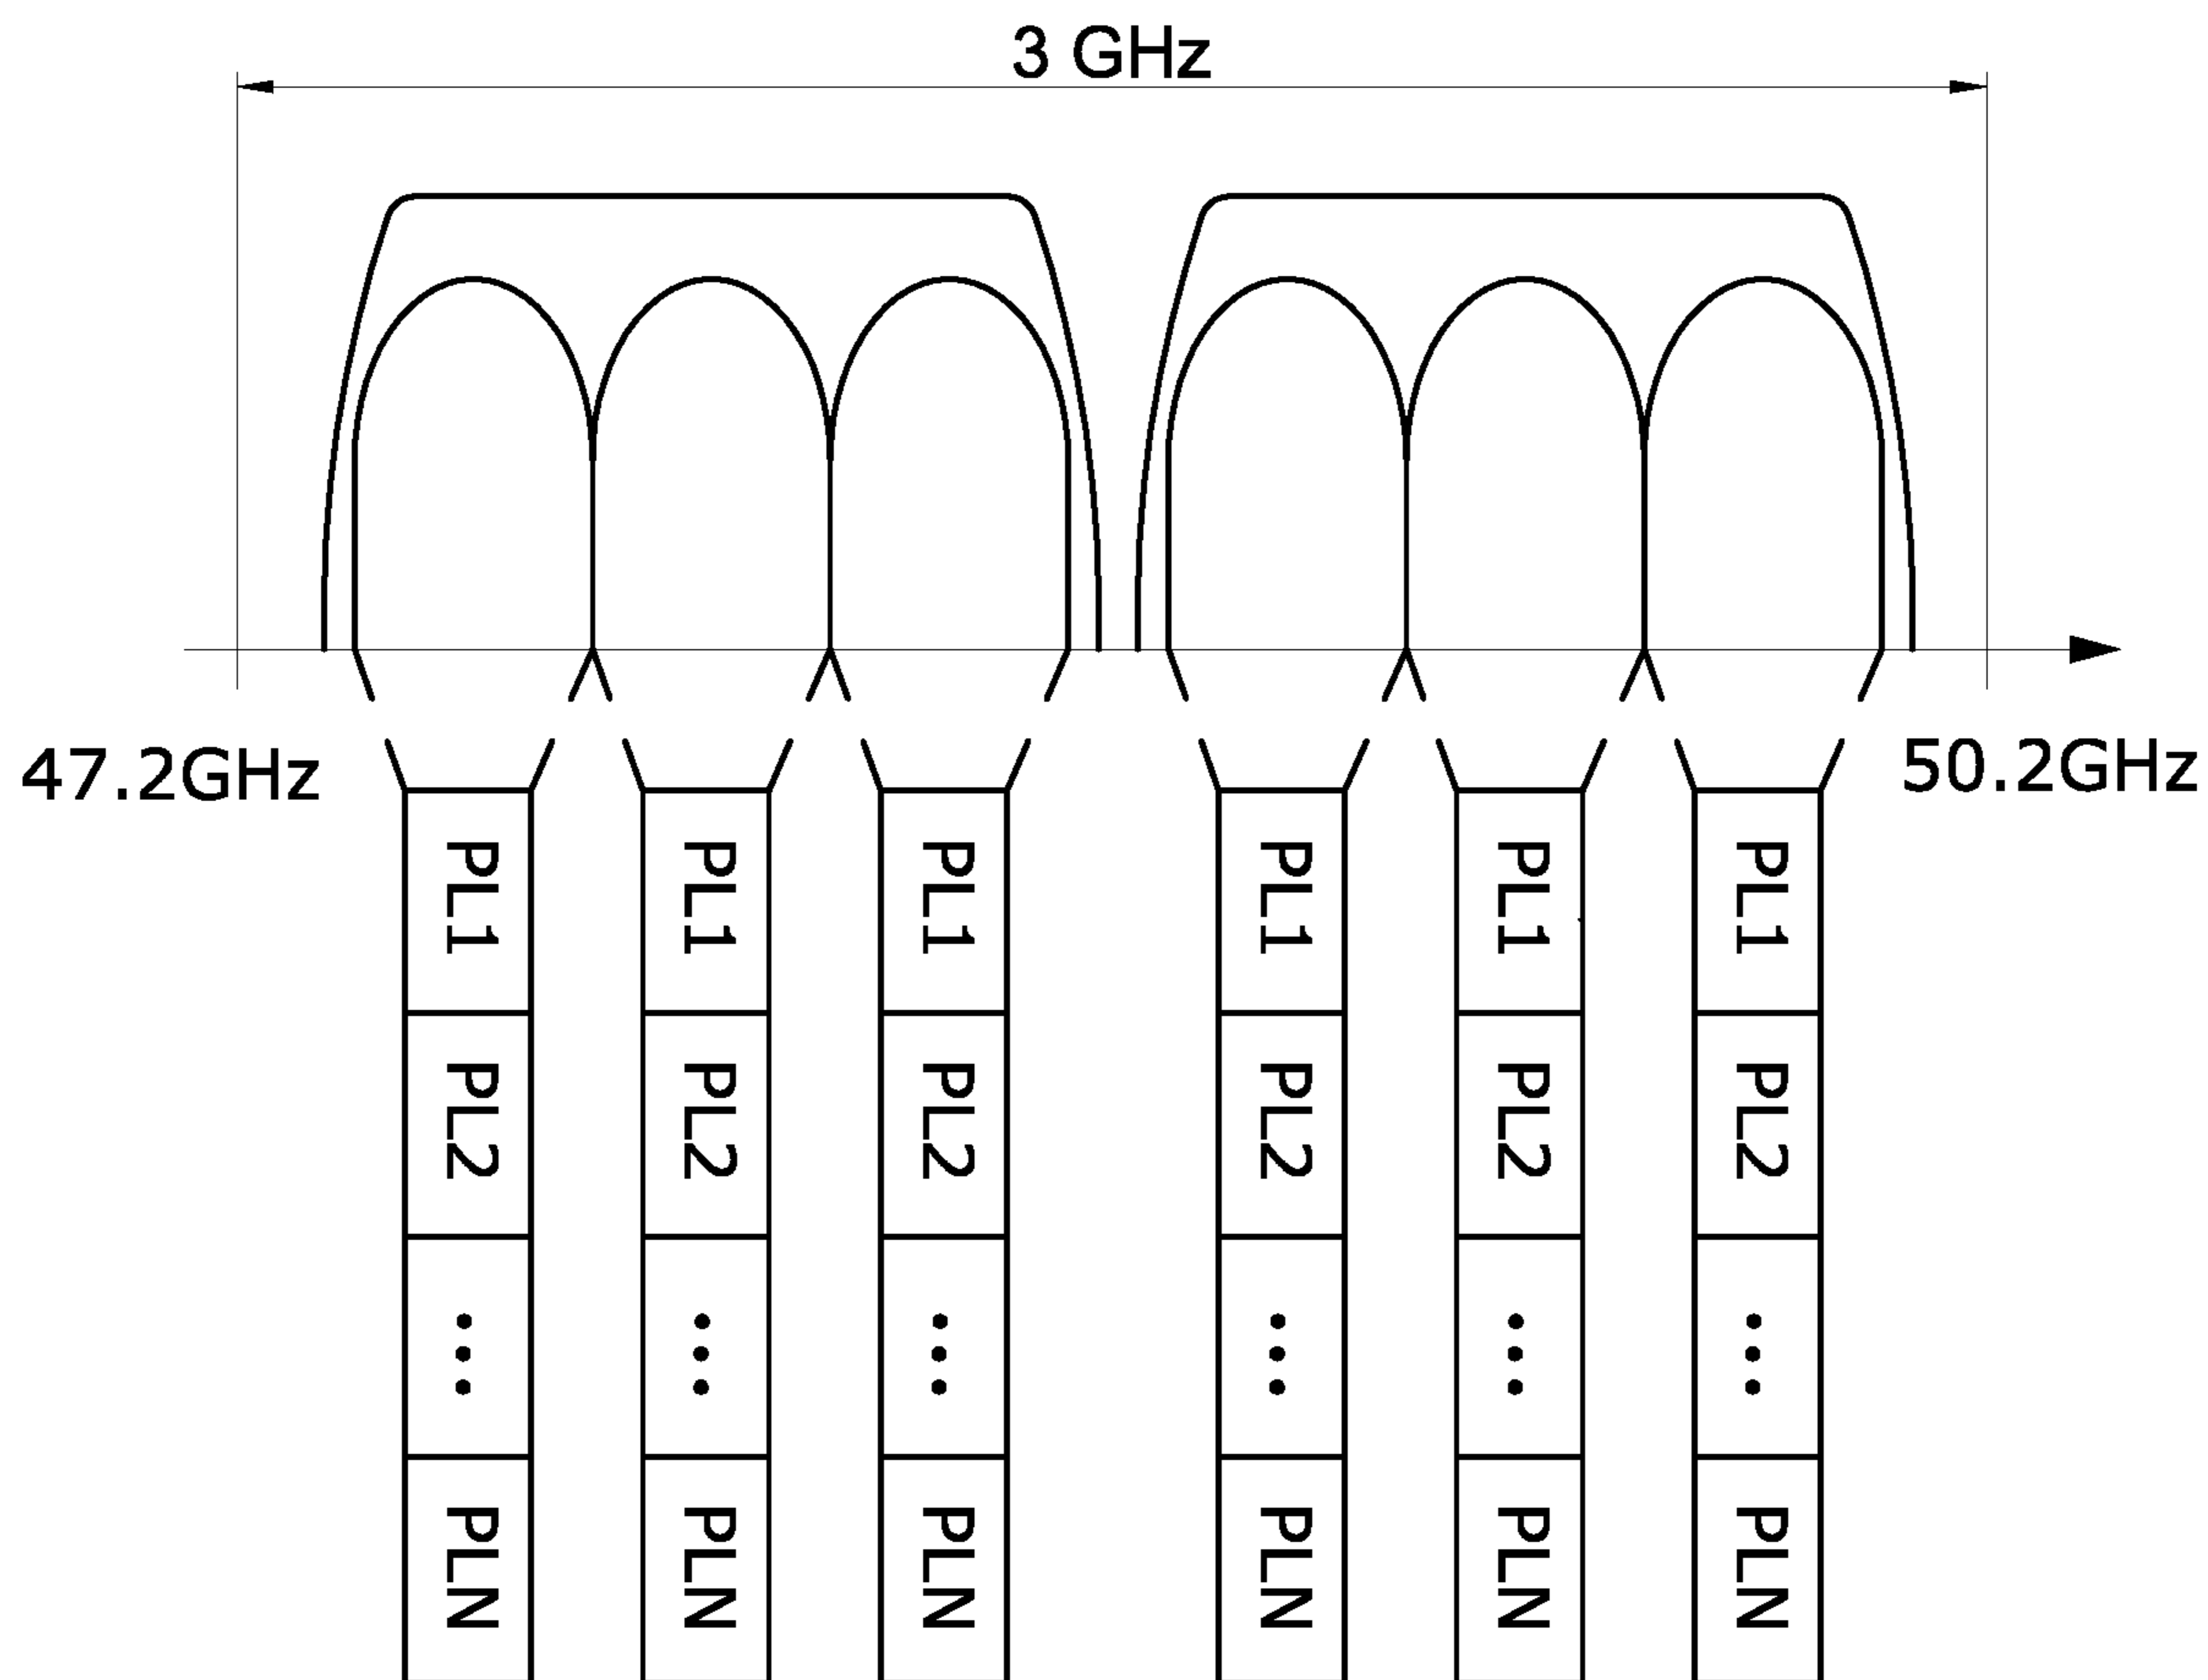 3 GHz
47.2GHz
50.2GHz
PL1 PL1 PL1 PL1 PL1 PL1
PL2 PL2 PL2 PL2 PL2 PL2
... ... ... ... ... ...
PLN PLN PLN PLN PLN PLN